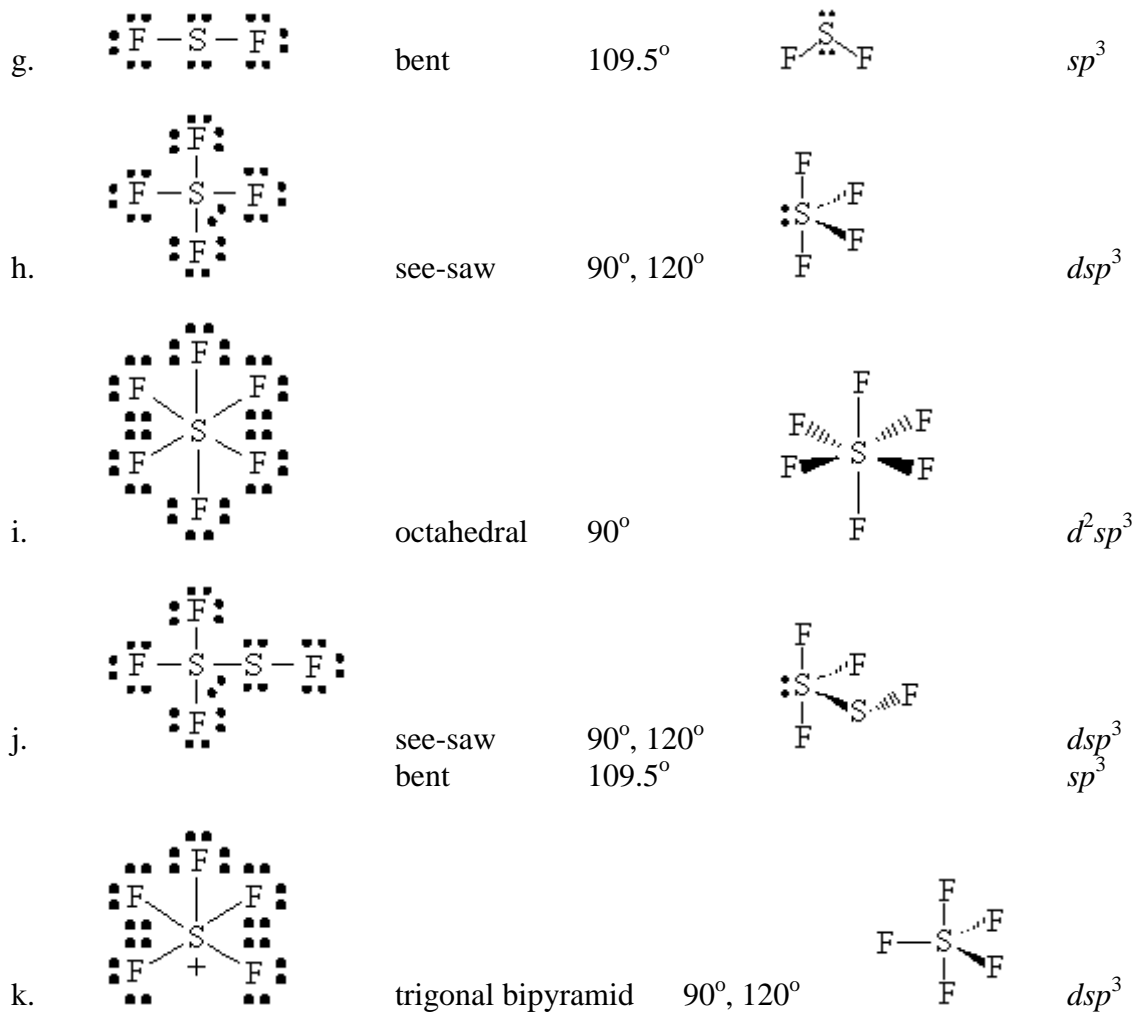 g. F S F bent 109.5° F S F sp³
h. F F S F F see-saw 90°, 120° F S F F F dsp³
i. F F F S F F F octahedral 90° F F F S F F F d²sp³
j. F F S S F F see-saw 90°, 120° F F S S F F dsp³
bent 109.5° sp³
k. F F F S F F + trigonal bipyramid 90°, 120° F F F S F F dsp³